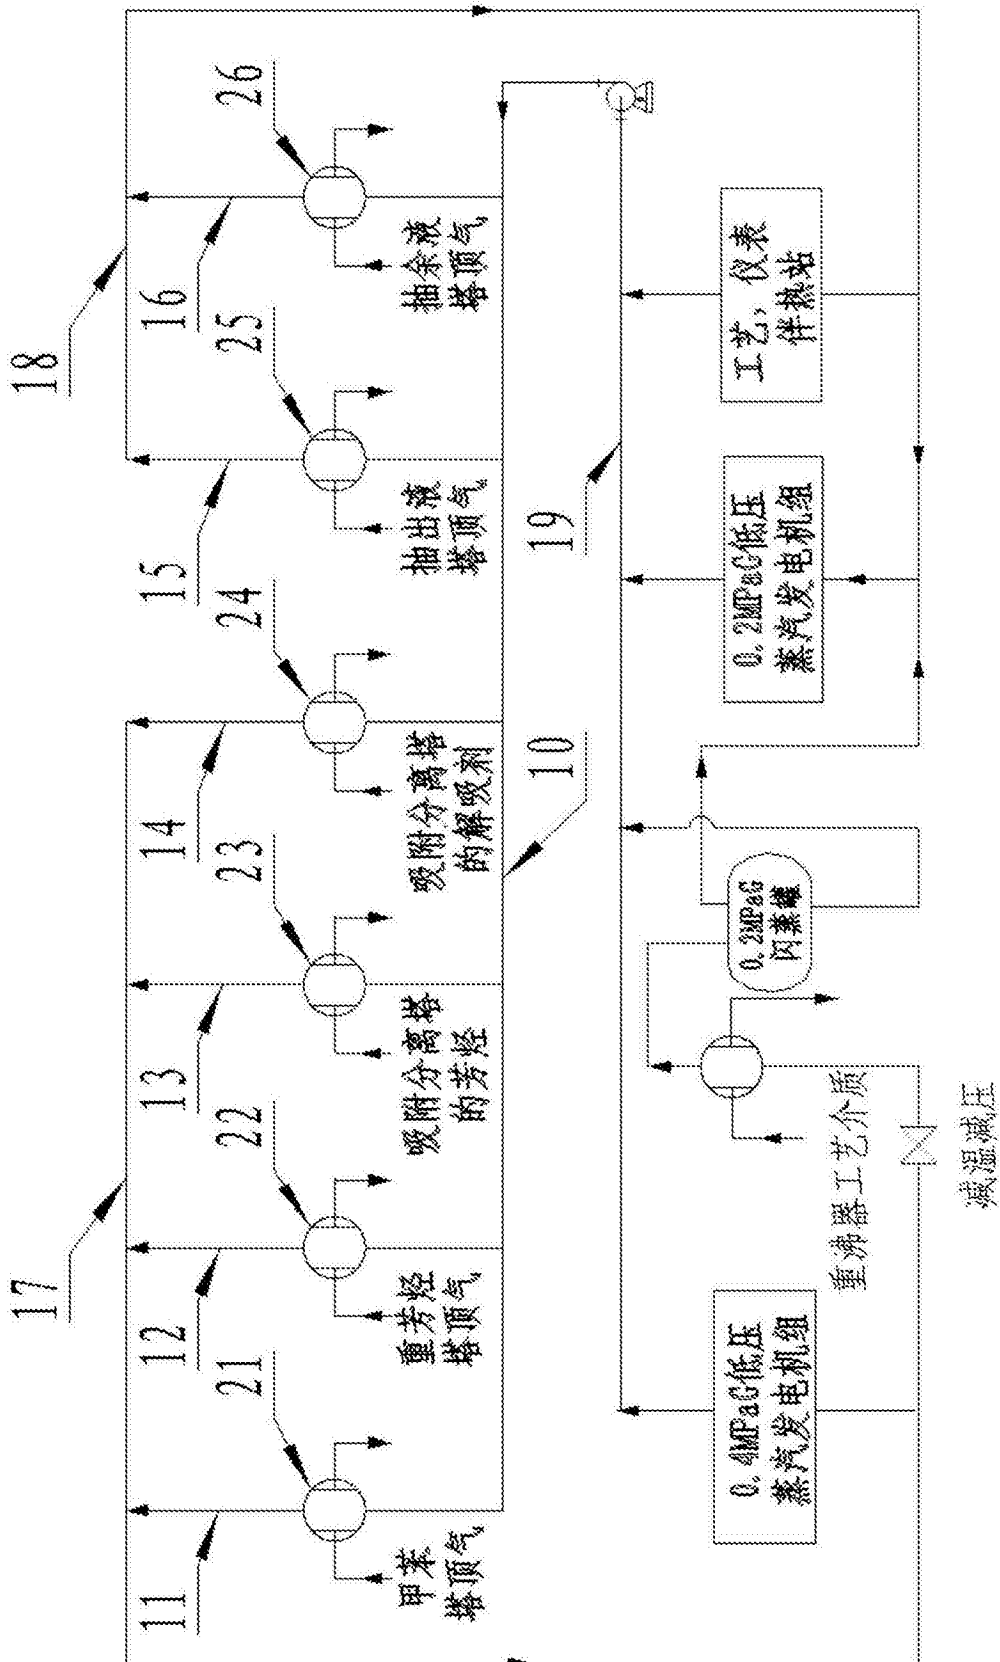 11
12
13
14
15
16
17
18
21
22
23
24
25
26
甲苯
塔顶气
重芳烃
塔顶气
吸附分离塔
的芳烃
吸附分离塔
的解吸剂
抽出液
塔顶气
抽余液
塔顶气
10
19
0.4MPaG低压
蒸汽发电机组
重沸器工艺介质
减温减压
0.2MPaG
闪蒸罐
0.2MPaG低压
蒸汽发电机组
工艺，仪表
伴热站